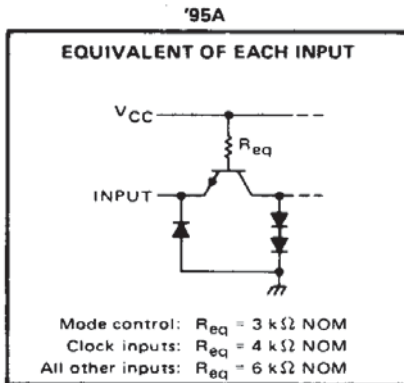 '95A
EQUIVALENT OF EACH INPUT
VCC
Req
INPUT
Mode control: Req = 3 kΩ NOM
Clock inputs: Req = 4 kΩ NOM
All other inputs: Req = 6 kΩ NOM